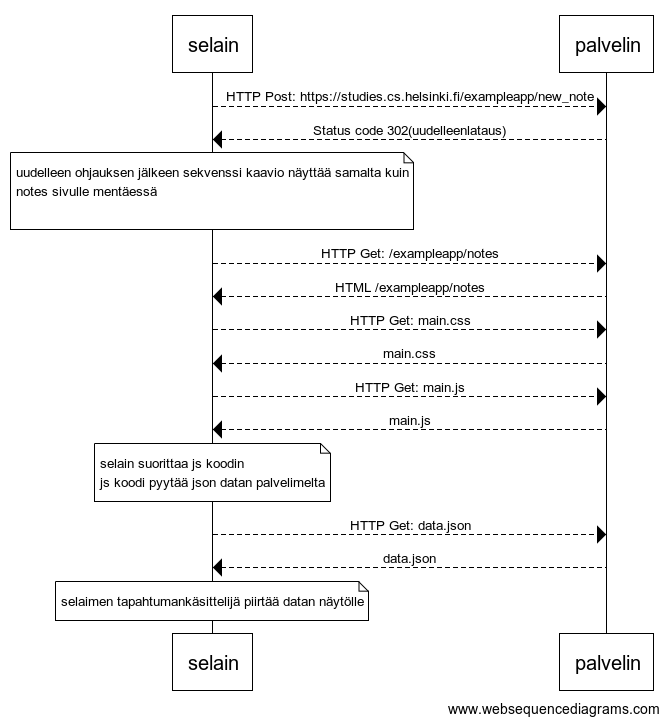 selain palvelin
HTTP Post: https://studies.cs.helsinki.fi/exampleapp/new_note
Status code 302(uudelleenlataus)
uudelleen ohjauksen jälkeen sekvenssi kaavio näyttää samalta kuin
notes sivulle mentäessä
HTTP Get: /exampleapp/notes
HTML /exampleapp/notes
HTTP Get: main.css
main.css
HTTP Get: main.js
main.js
selain suorittaa js koodin
js koodi pyytää json datan palvelimelta
HTTP Get: data.json
data.json
selaimen tapahtumankäsittelijä piirtää datan näytölle
selain palvelin
www.websequencediagrams.com